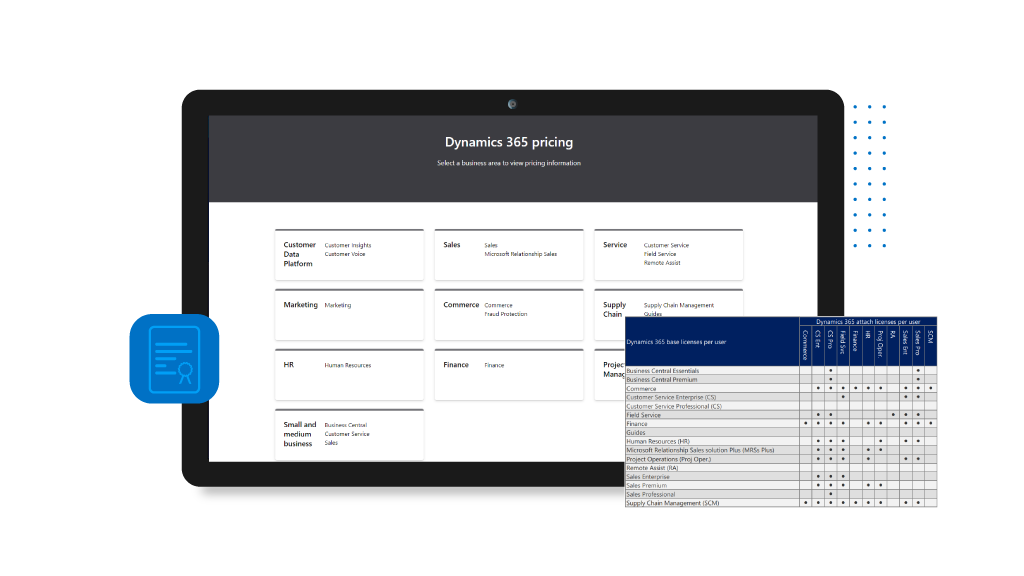 Dynamics 365 pricing
Select a business area to view pricing information
Customer Data Platform
Customer Insights
Customer Voice
Sales
Sales
Microsoft Relationship Sales
Service
Customer Service
Field Service
Remote Assist
Marketing
Marketing
Commerce
Commerce
Fraud Protection
Supply Chain
Supply Chain Management
Guides
HR
Human Resources
Finance
Finance
Small and medium business
Business Central
Customer Service
Sales
Dynamics 365 attach licenses per user
Dynamics 365 base licenses per user
Commerce
CS Ent
CS Pro
Field Svc
Finance
HR
Proj Oper.
RA
Sales Ent
Sales Pro
SCM
Business Central Essentials
Business Central Premium
Commerce
Customer Service Enterprise (CS)
Customer Service Professional (CS)
Field Service
Finance
Guides
Human Resources (HR)
Microsoft Relationship Sales solution Plus (MRSs Plus)
Project Operations (Proj Oper.)
Remote Assist (RA)
Sales Enterprise
Sales Premium
Sales Professional
Supply Chain Management (SCM)